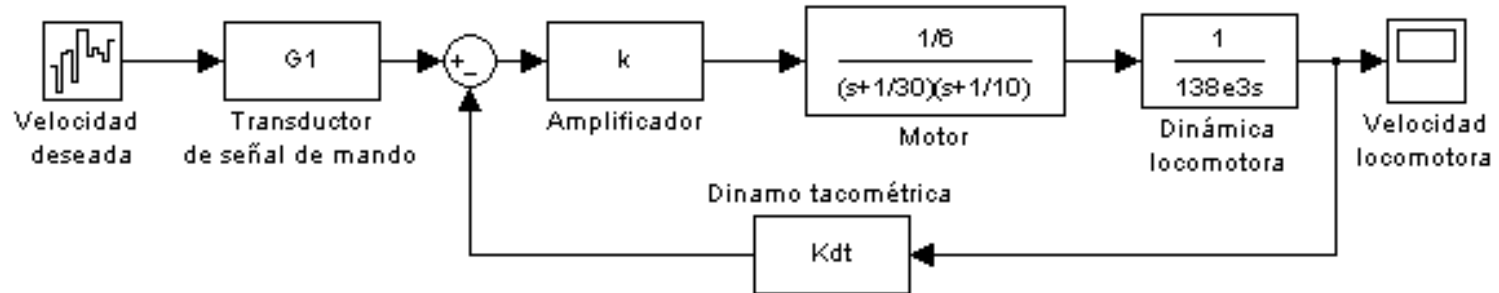 G1
+
−
k
1/6
(s+1/30)(s+1/10)
1
138e3s
Velocidad
deseada
Transductor
de señal de mando
Amplificador
Motor
Dinámica
locomotora
Velocidad
locomotora
Dinamo tacométrica
Kdt